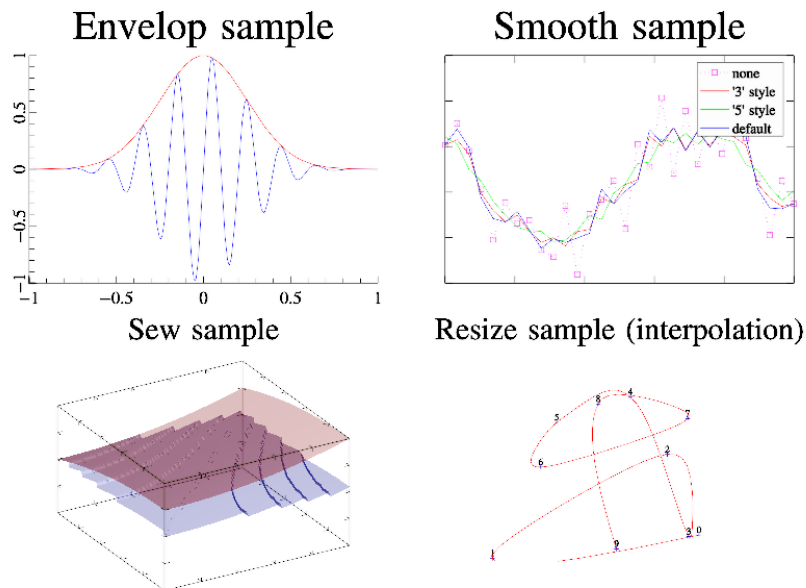 Envelop sample
Smooth sample
1
0.5
0
−0.5
−1
−1
−0.5
0
0.5
1
none
'3' style
'5' style
default
Sew sample
Resize sample (interpolation)
8
4
5
7
2
6
3
0
1
9